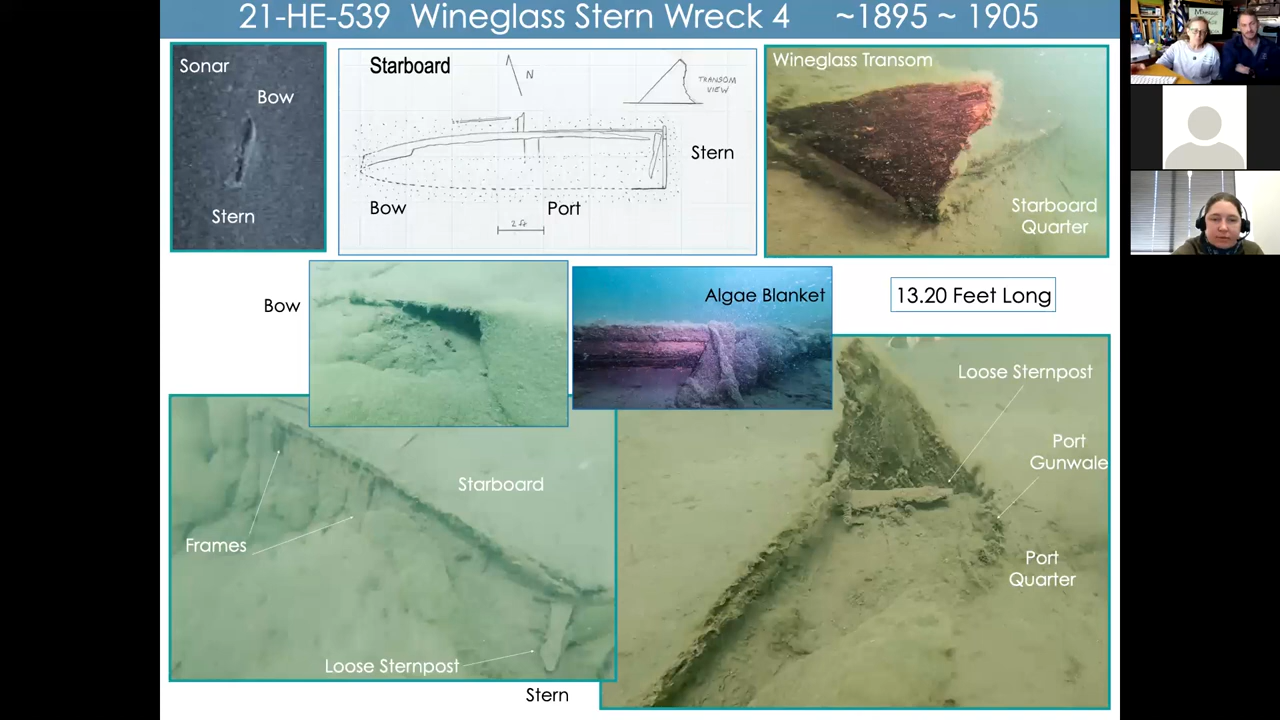 21-HE-539 Wineglass Stern Wreck 4 ~1895 ~ 1905
Sonar
Bow
Stern
Starboard
N
TRANSOM
VIEW
Stern
Bow
Port
2 ft
Wineglass Transom
Starboard
Quarter
Bow
Algae Blanket
13.20 Feet Long
Frames
Starboard
Loose Sternpost
Stern
Loose Sternpost
Port
Gunwale
Port
Quarter